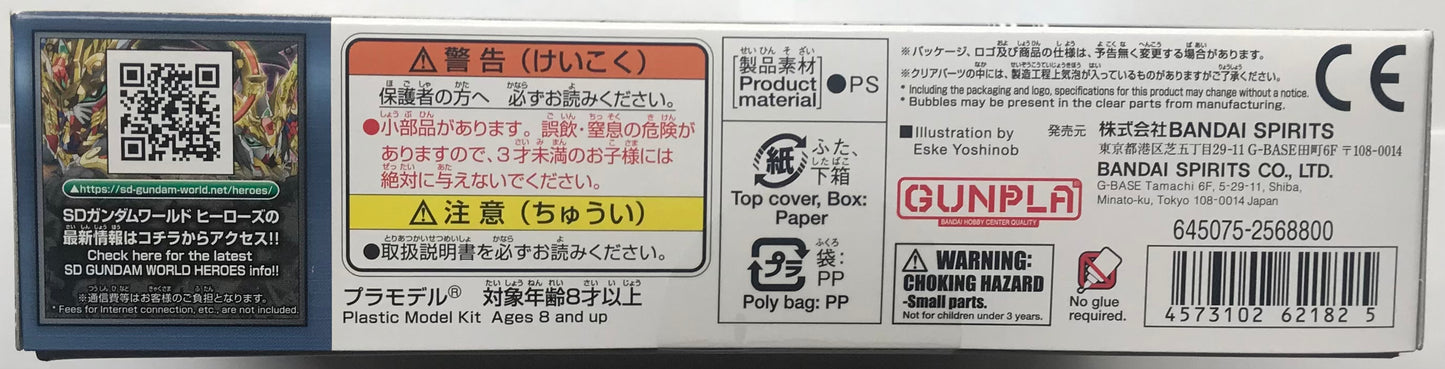 ▲https://sd-gundam-world.net/heroes/
SDガンダムワールド ヒーローズの
最新情報はコチラからアクセス!!
Check here for the latest
SD GUNDAM WORLD HEROES info!!
※通信費等はお客様のご負担となります。
* Fees for Internet connection, etc., are not included.
⚠警告(けいこく)
保護者の方へ 必ずお読みください。
●小部品があります。誤飲・窒息の危険が
ありますので、3才未満のお子様には
絶対に与えないでください。
⚠注意(ちゅうい)
●取扱説明書を必ずお読みください。
プラモデル® 対象年齢8才以上
Plastic Model Kit Ages 8 and up
[製品素材]
[Product material] ●PS
紙
ふた、
下箱
Top cover, Box:
Paper
プラ
袋:
PP
Poly bag: PP
※パッケージ、ロゴ及び商品の仕様は、予告無く変更する場合があります。
※クリアパーツの中には、製造工程上気泡が入っているものがありますがご了承ください。
* Including the packaging and logo, specifications for this product may change without a notice.
* Bubbles may be present in the clear parts from manufacturing.
CE
■Illustration by
Eske Yoshinob
発売元 株式会社BANDAI SPIRITS
東京都港区芝五丁目29-11 G-BASE田町6F 〒108-0014
BANDAI SPIRITS CO., LTD.
G-BASE Tamachi 6F, 5-29-11, Shiba,
Minato-ku, Tokyo 108-0014 Japan
GUNPLA
BANDAI HOBBY CENTER QUALITY
⚠ WARNING:
CHOKING HAZARD
-Small parts.
Not for children under 3 years.
No glue
required.
645075-2568800
4573102 621825